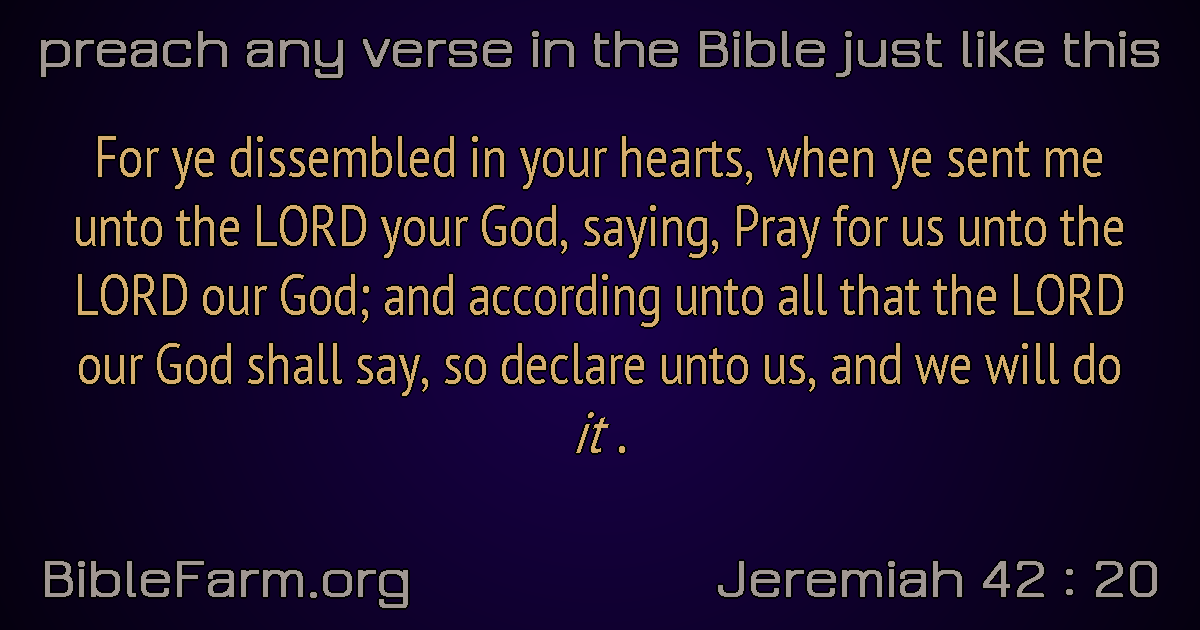 preach any verse in the Bible just like this
For ye dissembled in your hearts, when ye sent me
unto the LORD your God, saying, Pray for us unto the
LORD our God; and according unto all that the LORD
our God shall say, so declare unto us, and we will do
it .
BibleFarm.org
Jeremiah 42 : 20